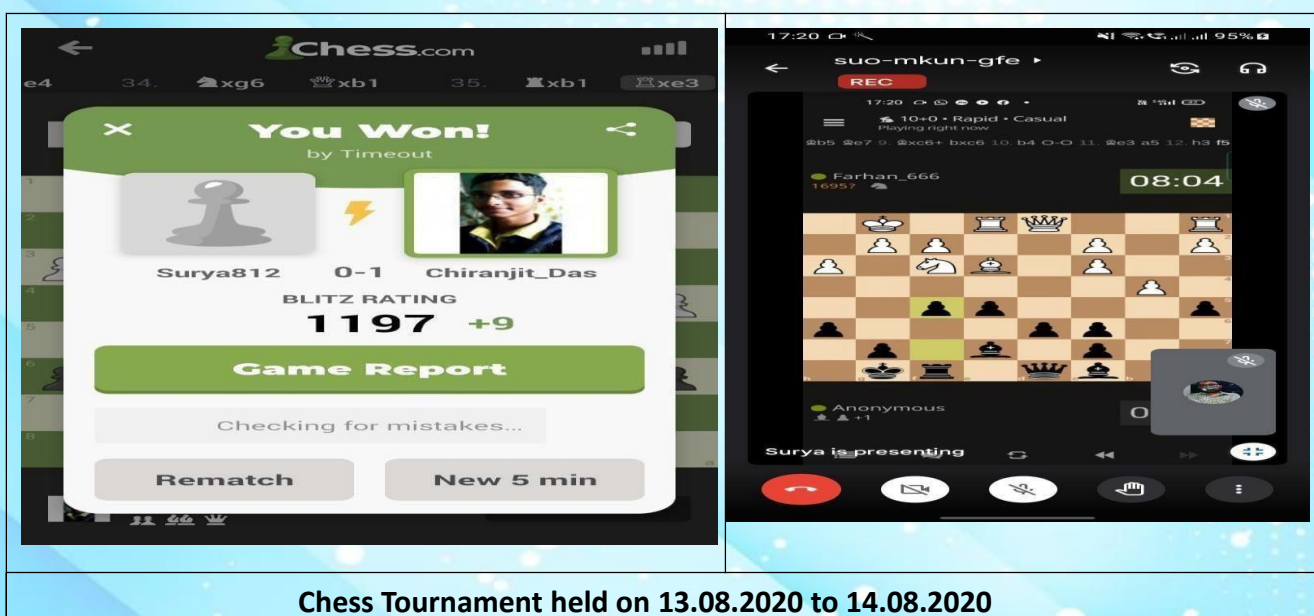 Chess.com
e4 34. xg6 xb1 35. xb1 xe3
You Won!
by Timeout
Surya812 0-1 Chiranjit_Das
BLITZ RATING
1197 +9
Game Report
Checking for mistakes...
Rematch New 5 min
17:20 95%
suo-mkun-gfe
REC
17:20
10+0 • Rapid • Casual
Playing right now
b5 e7 9. xc6+ bxc6 10. b4 O-O 11. e3 a5 12. h3 f5
Farhan_666 08:04
1695?
Anonymous 0
+1
Surya is presenting
Chess Tournament held on 13.08.2020 to 14.08.2020